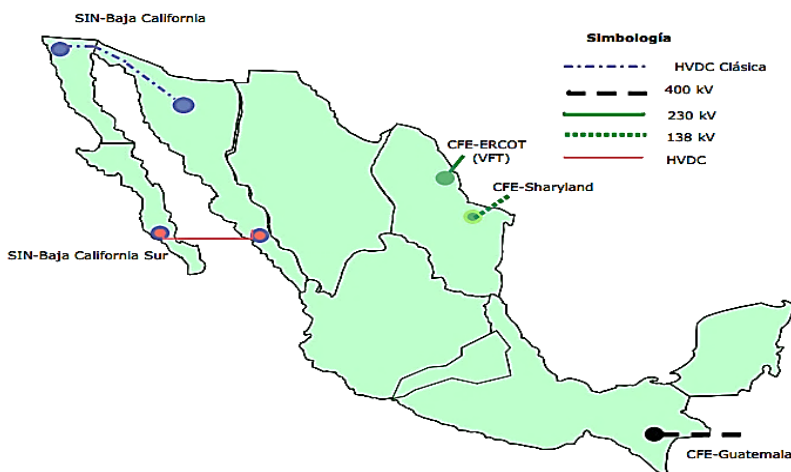 SIN-Baja California
Simbología
HVDC Clásica
400 kV
230 kV
138 kV
HVDC
CFE-ERCOT
(VFT)
CFE-Sharyland
SIN-Baja California Sur
CFE-Guatemala